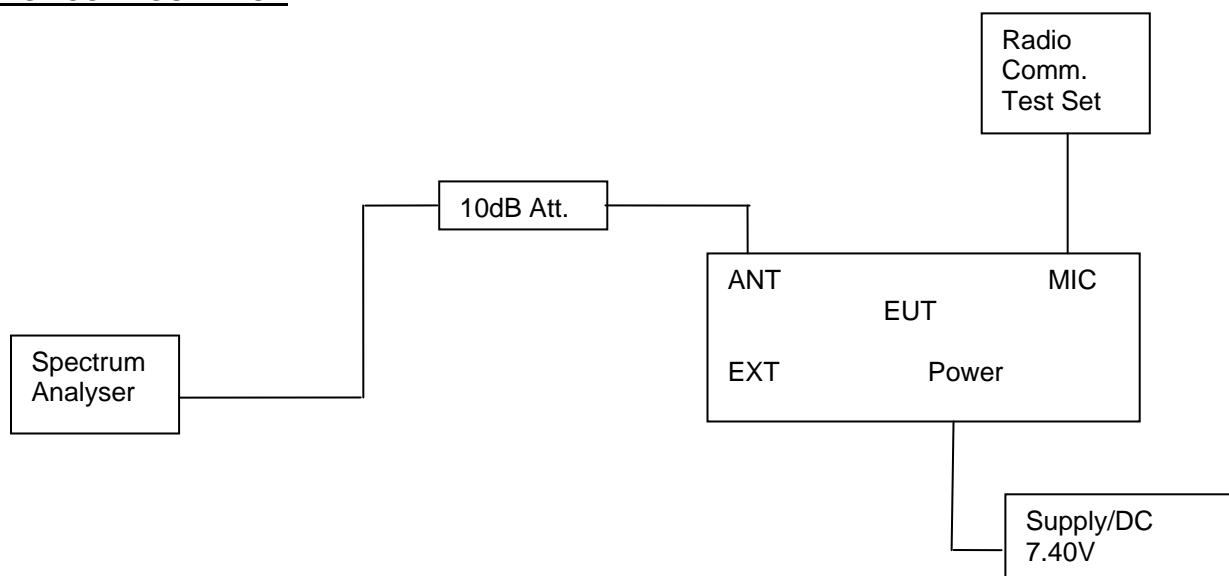 Radio
Comm.
Test Set
10dB Att.
ANT MIC
EUT
EXT Power
Spectrum
Analyser
Supply/DC
7.40V